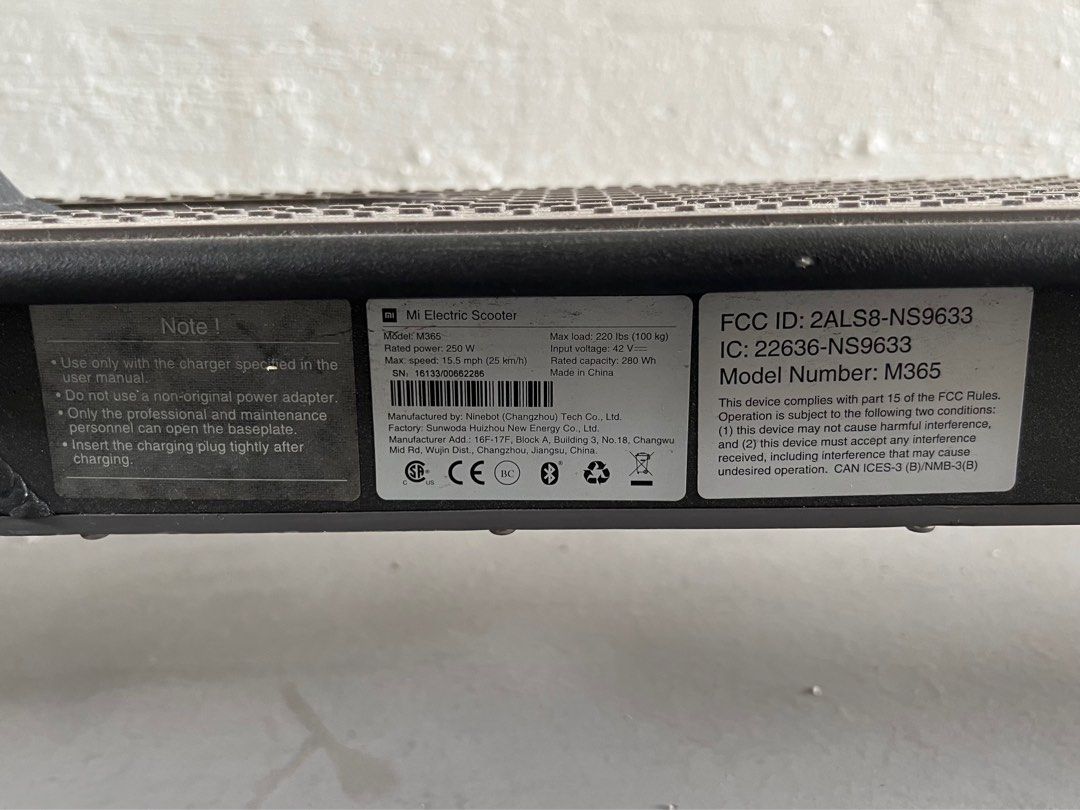 Note !
• Use only with the charger specified in the
user manual.
• Do not use a non-original power adapter.
• Only the professional and maintenance
personnel can open the baseplate.
• Insert the charging plug tightly after
charging.
mi Mi Electric Scooter
Model: M365
Rated power: 250 W
Max. speed: 15.5 mph (25 km/h)
SN: 16133/00662286
Max load: 220 lbs (100 kg)
Input voltage: 42 V⎓
Rated capacity: 280 Wh
Made in China
Manufactured by: Ninebot (Changzhou) Tech Co., Ltd.
Factory: Sunwoda Huizhou New Energy Co., Ltd.
Manufacturer Add.: 16F-17F, Block A, Building 3, No.18, Changwu
Mid Rd, Wujin Dist., Changzhou, Jiangsu, China.
C SA US CE BC
FCC ID: 2ALS8-NS9633
IC: 22636-NS9633
Model Number: M365
This device complies with part 15 of the FCC Rules.
Operation is subject to the following two conditions:
(1) this device may not cause harmful interference,
and (2) this device must accept any interference
received, including interference that may cause
undesired operation. CAN ICES-3 (B)/NMB-3(B)